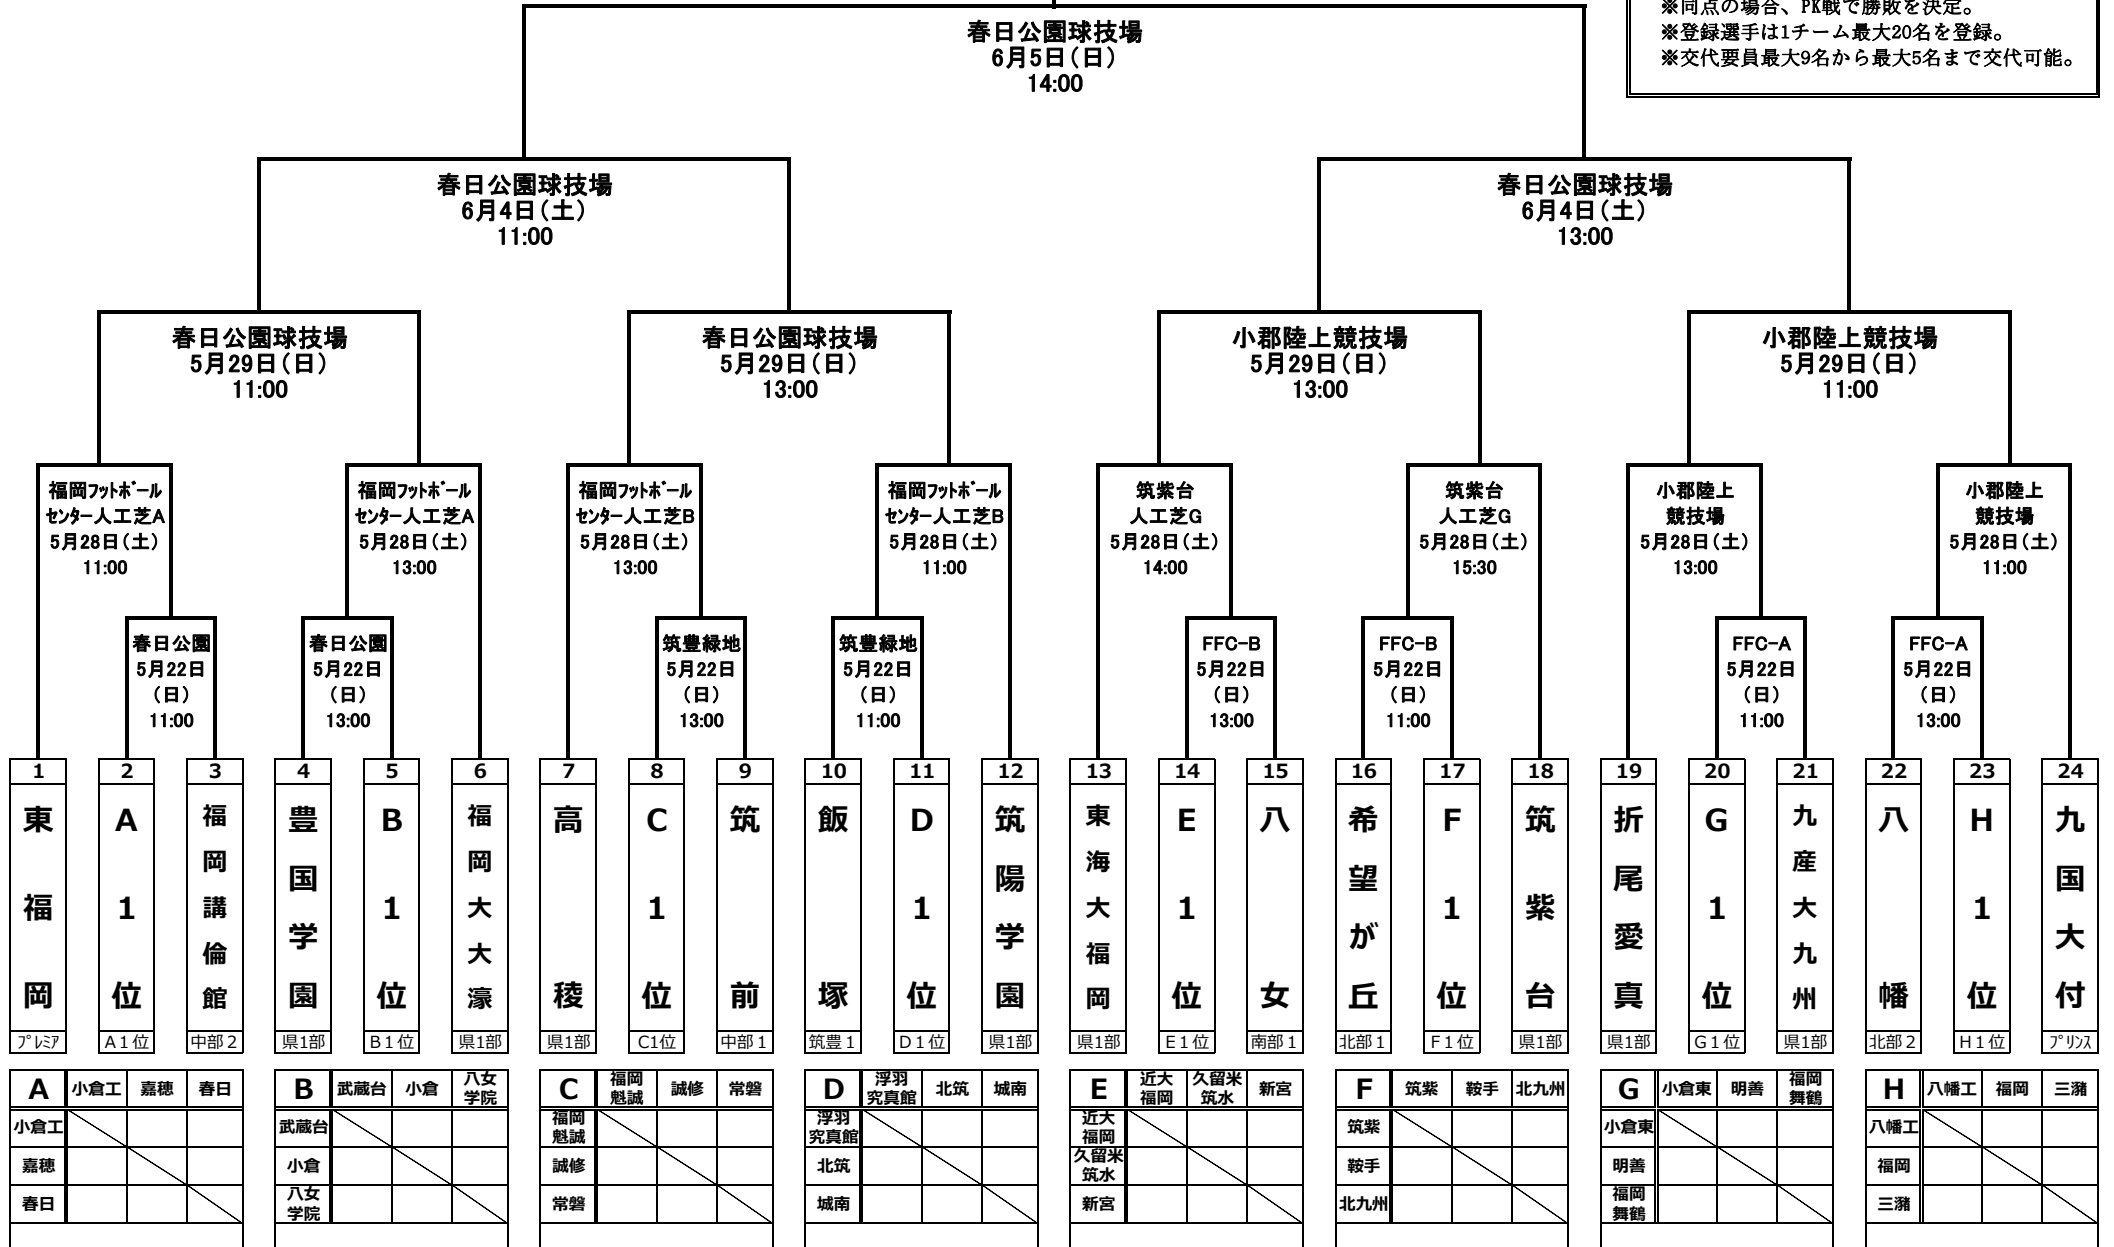 ※同点の場合、PK戦で勝敗を決定。
※登録選手は1チーム最大20名を登録。
※交代要員最大9名から最大5名まで交代可能。
春日公園球技場
6月5日(日)
14:00
春日公園球技場
6月4日(土)
11:00
春日公園球技場
6月4日(土)
13:00
春日公園球技場
5月29日(日)
11:00
春日公園球技場
5月29日(日)
13:00
小郡陸上競技場
5月29日(日)
13:00
小郡陸上競技場
5月29日(日)
11:00
福岡ﾌｯﾄﾎﾞｰﾙ
ｾﾝﾀｰ人工芝A
5月28日(土)
11:00
福岡ﾌｯﾄﾎﾞｰﾙ
ｾﾝﾀｰ人工芝A
5月28日(土)
13:00
福岡ﾌｯﾄﾎﾞｰﾙ
ｾﾝﾀｰ人工芝B
5月28日(土)
13:00
福岡ﾌｯﾄﾎﾞｰﾙ
ｾﾝﾀｰ人工芝B
5月28日(土)
11:00
筑紫台
人工芝G
5月28日(土)
14:00
筑紫台
人工芝G
5月28日(土)
15:30
小郡陸上
競技場
5月28日(土)
13:00
小郡陸上
競技場
5月28日(土)
11:00
春日公園
5月22日
(日)
11:00
春日公園
5月22日
(日)
13:00
筑豊緑地
5月22日
(日)
13:00
筑豊緑地
5月22日
(日)
11:00
FFC-B
5月22日
(日)
13:00
FFC-B
5月22日
(日)
11:00
FFC-A
5月22日
(日)
11:00
FFC-A
5月22日
(日)
13:00
1 2 3 4 5 6 7 8 9 10 11 12 13 14 15 16 17 18 19 20 21 22 23 24
東福岡
A1位
福岡講倫館
豊国学園
B1位
福岡大大濠
高稜
C1位
筑前
飯塚
D1位
筑陽学園
東海大福岡
E1位
八女
希望が丘
F1位
筑紫台
折尾愛真
G1位
九産大九州
八幡
H1位
九国大付
ﾌﾟﾚﾐｱ A１位 中部２ 県1部 B１位 県1部 県1部 C1位 中部１ 筑豊１ D１位 県1部 県1部 E１位 南部１ 北部１ F１位 県1部 県1部 G１位 県1部 北部２ H１位 ﾌﾟﾘﾝｽ
A 小倉工 嘉穂 春日
小倉工
嘉穂
春日
B 武蔵台 小倉 八女
学院
武蔵台
小倉
八女
学院
C 福岡
魁誠 誠修 常磐
福岡
魁誠
誠修
常磐
D 浮羽
究真館 北筑 城南
浮羽
究真館
北筑
城南
E 近大
福岡 久留米
筑水 新宮
近大
福岡
久留米
筑水
新宮
F 筑紫 鞍手 北九州
筑紫
鞍手
北九州
G 小倉東 明善 福岡
舞鶴
小倉東
明善
福岡
舞鶴
H 八幡工 福岡 三潴
八幡工
福岡
三潴